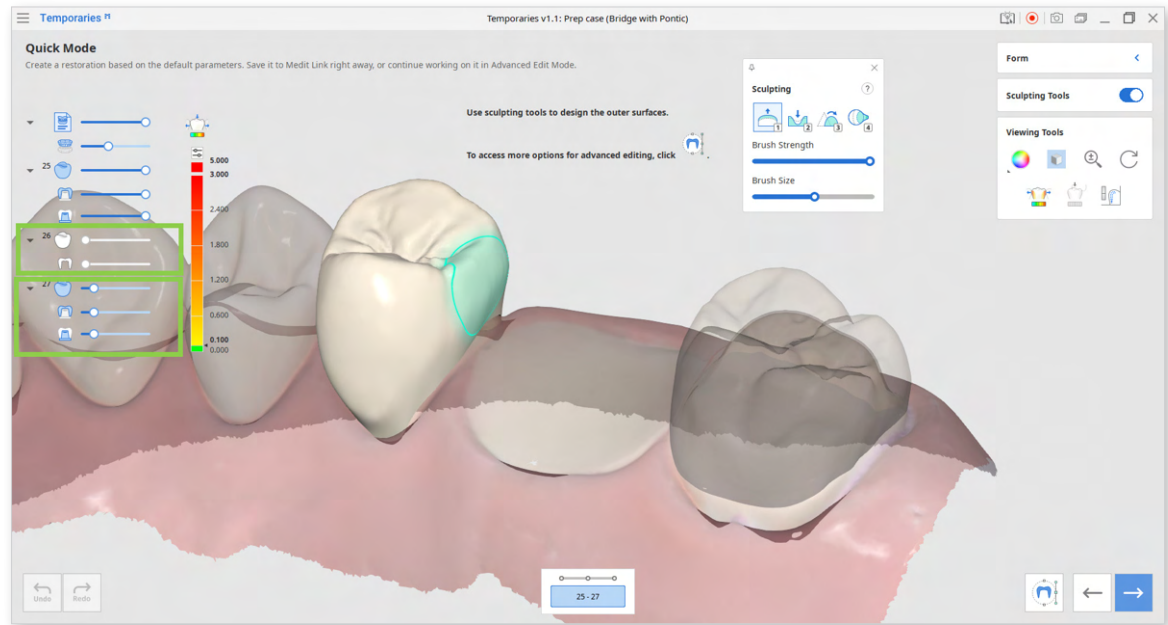 Temporaries
Temporaries v1.1: Prep case (Bridge with Pontic)
Quick Mode
Create a restoration based on the default parameters. Save it to Medit Link right away, or continue working on it in Advanced Edit Mode.
25
26
27
5.000
3.000
2.400
1.800
1.200
0.600
0.100
0.000
Use sculpting tools to design the outer surfaces.
To access more options for advanced editing, click .
Sculpting
?
1 2 3 4
Brush Strength
Brush Size
Form
Sculpting Tools
Viewing Tools
Undo Redo
25 - 27